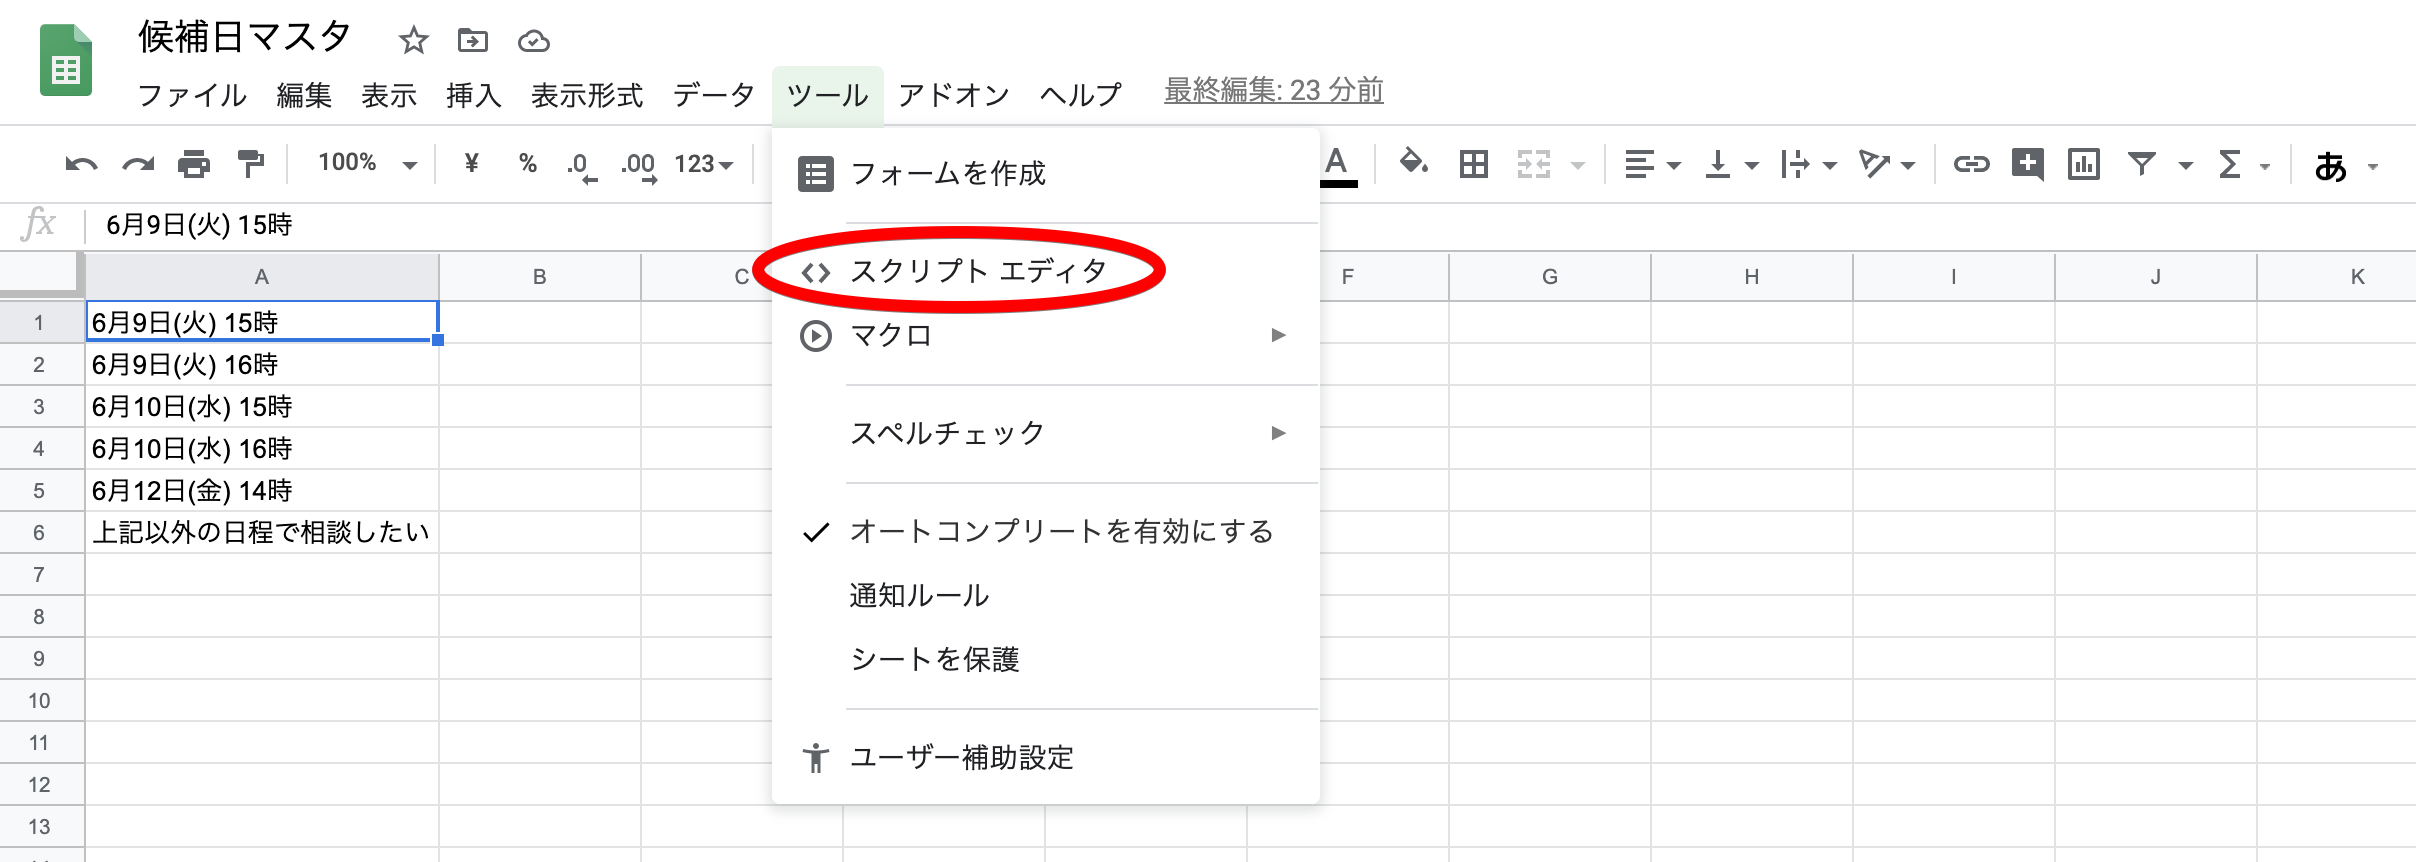 候補日マスタ
ファイル 編集 表示 挿入 表示形式 データ ツール アドオン ヘルプ 最終編集: 23 分前
100% ¥ % .0 .00 123 A Σ あ
fx 6月9日(火) 15時
A B C F G H I J K
1 6月9日(火) 15時
2 6月9日(火) 16時
3 6月10日(水) 15時
4 6月10日(水) 16時
5 6月12日(金) 14時
6 上記以外の日程で相談したい
7
8
9
10
11
12
13
フォームを作成
スクリプト エディタ
マクロ
スペルチェック
オートコンプリートを有効にする
通知ルール
シートを保護
ユーザー補助設定